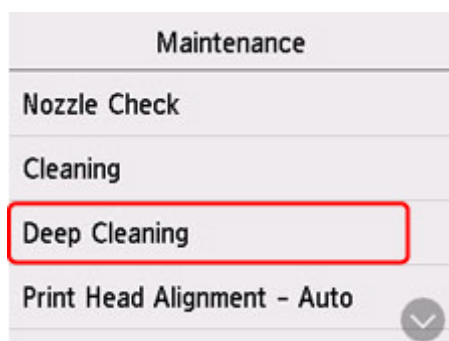 Maintenance
Nozzle Check
Cleaning
Deep Cleaning
Print Head Alignment - Auto